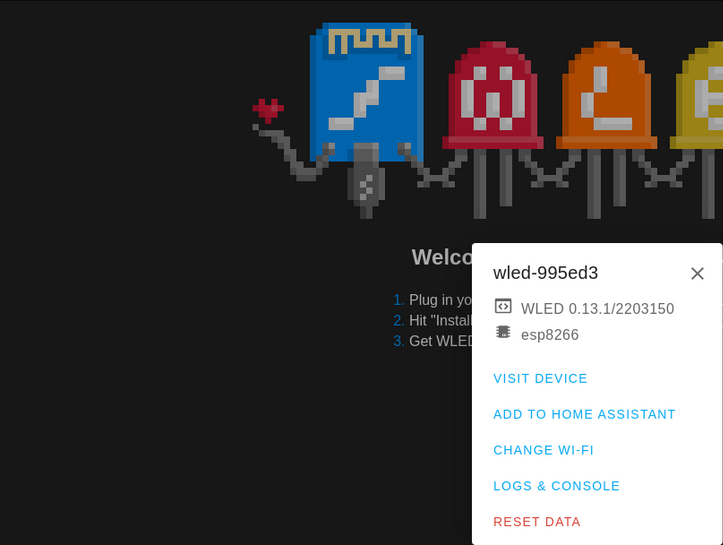 W L
Welco
1. Plug in yo
2. Hit "Instal
3. Get WLED
wled-995ed3
WLED 0.13.1/2203150
esp8266
VISIT DEVICE
ADD TO HOME ASSISTANT
CHANGE WI-FI
LOGS & CONSOLE
RESET DATA